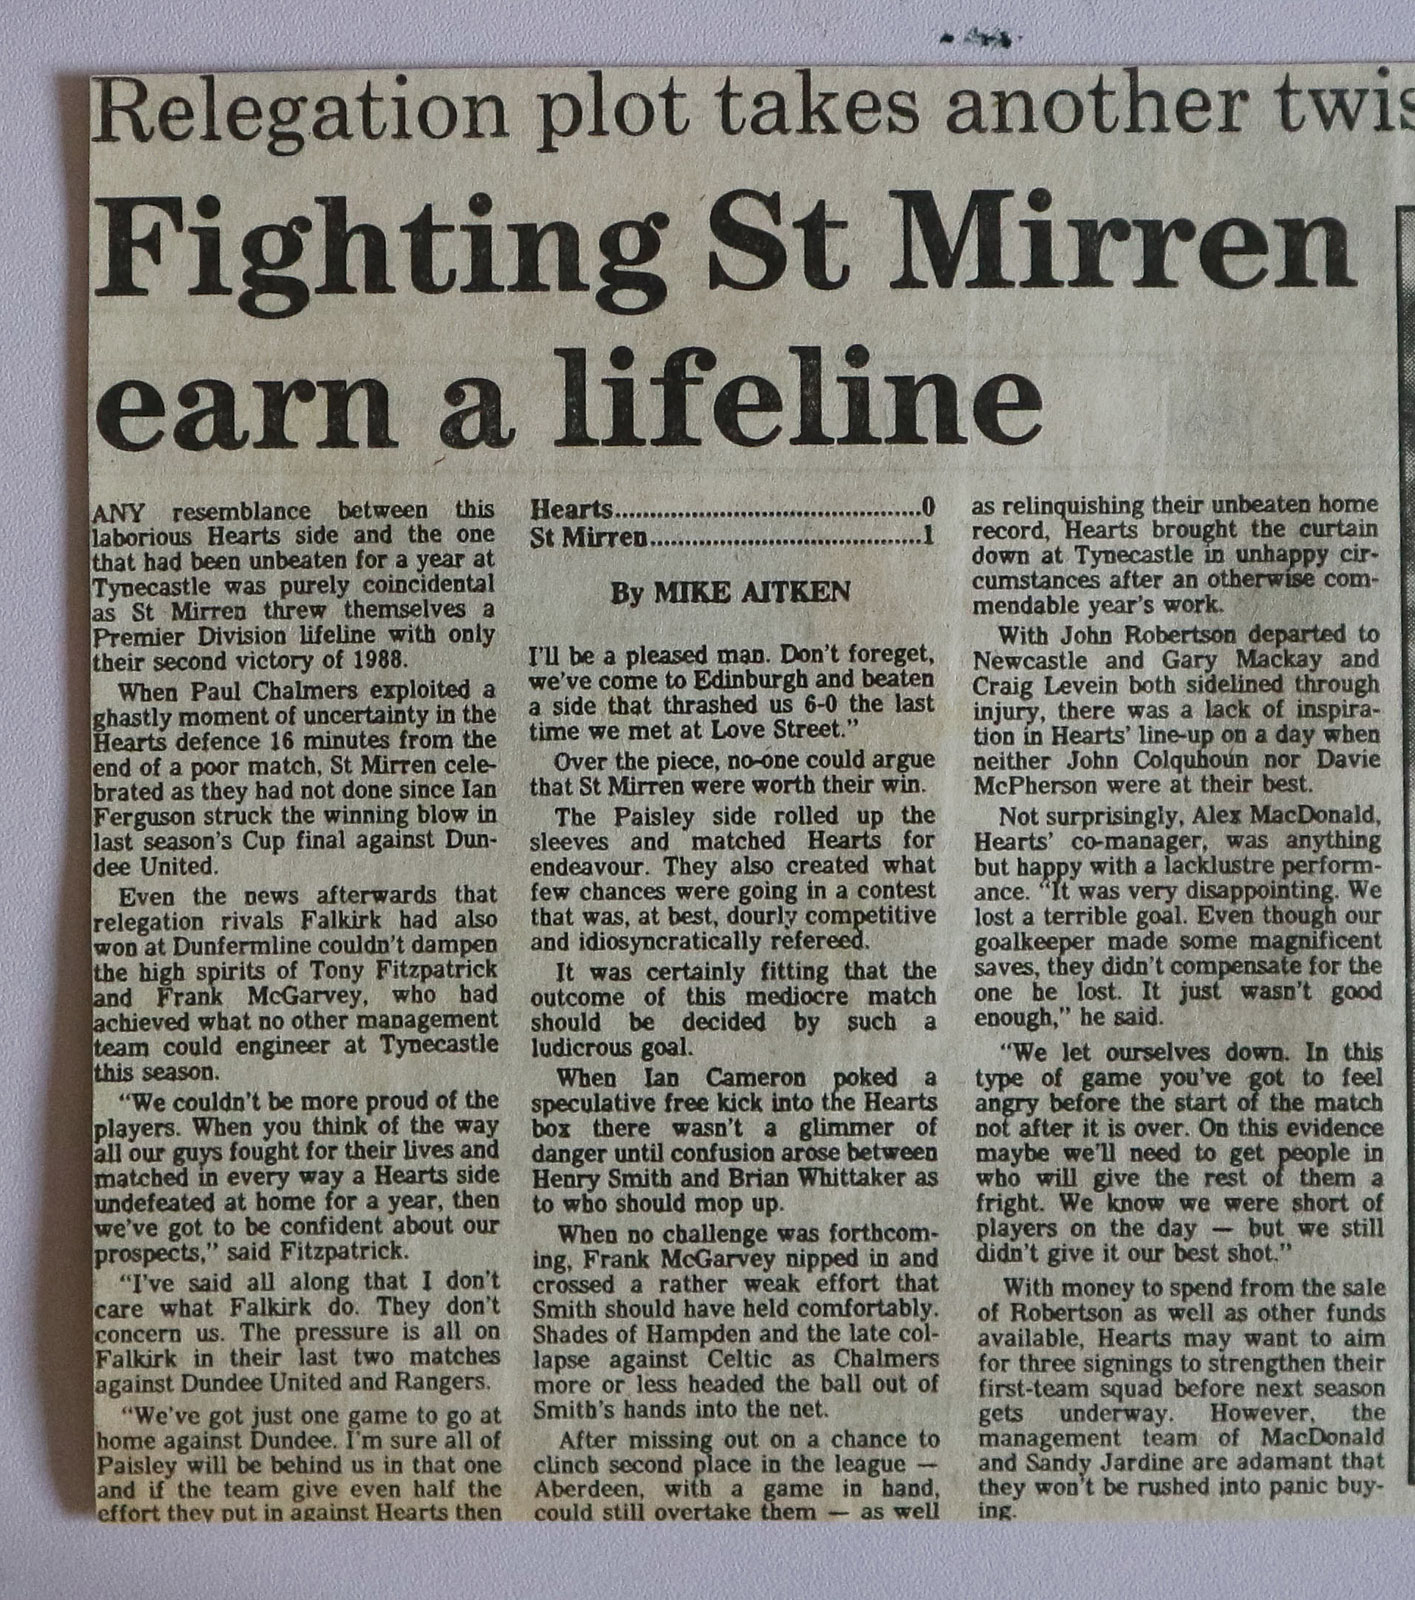 Relegation plot takes another twis
Fighting St Mirren
earn a lifeline
ANY resemblance between this
laborious Hearts side and the one
that had been unbeaten for a year at
Tynecastle was purely coincidental
as St Mirren threw themselves a
Premier Division lifeline with only
their second victory of 1988.
When Paul Chalmers exploited a
ghastly moment of uncertainty in the
Hearts defence 16 minutes from the
end of a poor match, St Mirren cele-
brated as they had not done since Ian
Ferguson struck the winning blow in
last season's Cup final against Dun-
dee United.
Even the news afterwards that
relegation rivals Falkirk had also
won at Dunfermline couldn't dampen
the high spirits of Tony Fitzpatrick
and Frank McGarvey, who had
achieved what no other management
team could engineer at Tynecastle
this season.
"We couldn't be more proud of the
players. When you think of the way
all our guys fought for their lives and
matched in every way a Hearts side
undefeated at home for a year, then
we've got to be confident about our
prospects," said Fitzpatrick.
"I've said all along that I don't
care what Falkirk do. They don't
concern us. The pressure is all on
Falkirk in their last two matches
against Dundee United and Rangers.
"We've got just one game to go at
home against Dundee. I'm sure all of
Paisley will be behind us in that one
and if the team give even half the
effort they put in against Hearts then
Hearts..........................................0
St Mirren.....................................1
By MIKE AITKEN
I'll be a pleased man. Don't foreget,
we've come to Edinburgh and beaten
a side that thrashed us 6-0 the last
time we met at Love Street."
Over the piece, no-one could argue
that St Mirren were worth their win.
The Paisley side rolled up the
sleeves and matched Hearts for
endeavour. They also created what
few chances were going in a contest
that was, at best, dourly competitive
and idiosyncratically refereed.
It was certainly fitting that the
outcome of this mediocre match
should be decided by such a
ludicrous goal.
When Ian Cameron poked a
speculative free kick into the Hearts
box there wasn't a glimmer of
danger until confusion arose between
Henry Smith and Brian Whittaker as
to who should mop up.
When no challenge was forthcom-
ing, Frank McGarvey nipped in and
crossed a rather weak effort that
Smith should have held comfortably.
Shades of Hampden and the late col-
lapse against Celtic as Chalmers
more or less headed the ball out of
Smith's hands into the net.
After missing out on a chance to
clinch second place in the league —
Aberdeen, with a game in hand,
could still overtake them — as well
as relinquishing their unbeaten home
record, Hearts brought the curtain
down at Tynecastle in unhappy cir-
cumstances after an otherwise com-
mendable year's work.
With John Robertson departed to
Newcastle and Gary Mackay and
Craig Levein both sidelined through
injury, there was a lack of inspira-
tion in Hearts' line-up on a day when
neither John Colquhoun nor Davie
McPherson were at their best.
Not surprisingly, Alex MacDonald,
Hearts' co-manager, was anything
but happy with a lacklustre perform-
ance. "It was very disappointing. We
lost a terrible goal. Even though our
goalkeeper made some magnificent
saves, they didn't compensate for the
one he lost. It just wasn't good
enough," he said.
"We let ourselves down. In this
type of game you've got to feel
angry before the start of the match
not after it is over. On this evidence
maybe we'll need to get people in
who will give the rest of them a
fright. We know we were short of
players on the day — but we still
didn't give it our best shot."
With money to spend from the sale
of Robertson as well as other funds
available, Hearts may want to aim
for three signings to strengthen their
first-team squad before next season
gets underway. However, the
management team of MacDonald
and Sandy Jardine are adamant that
they won't be rushed into panic buy-
ing.